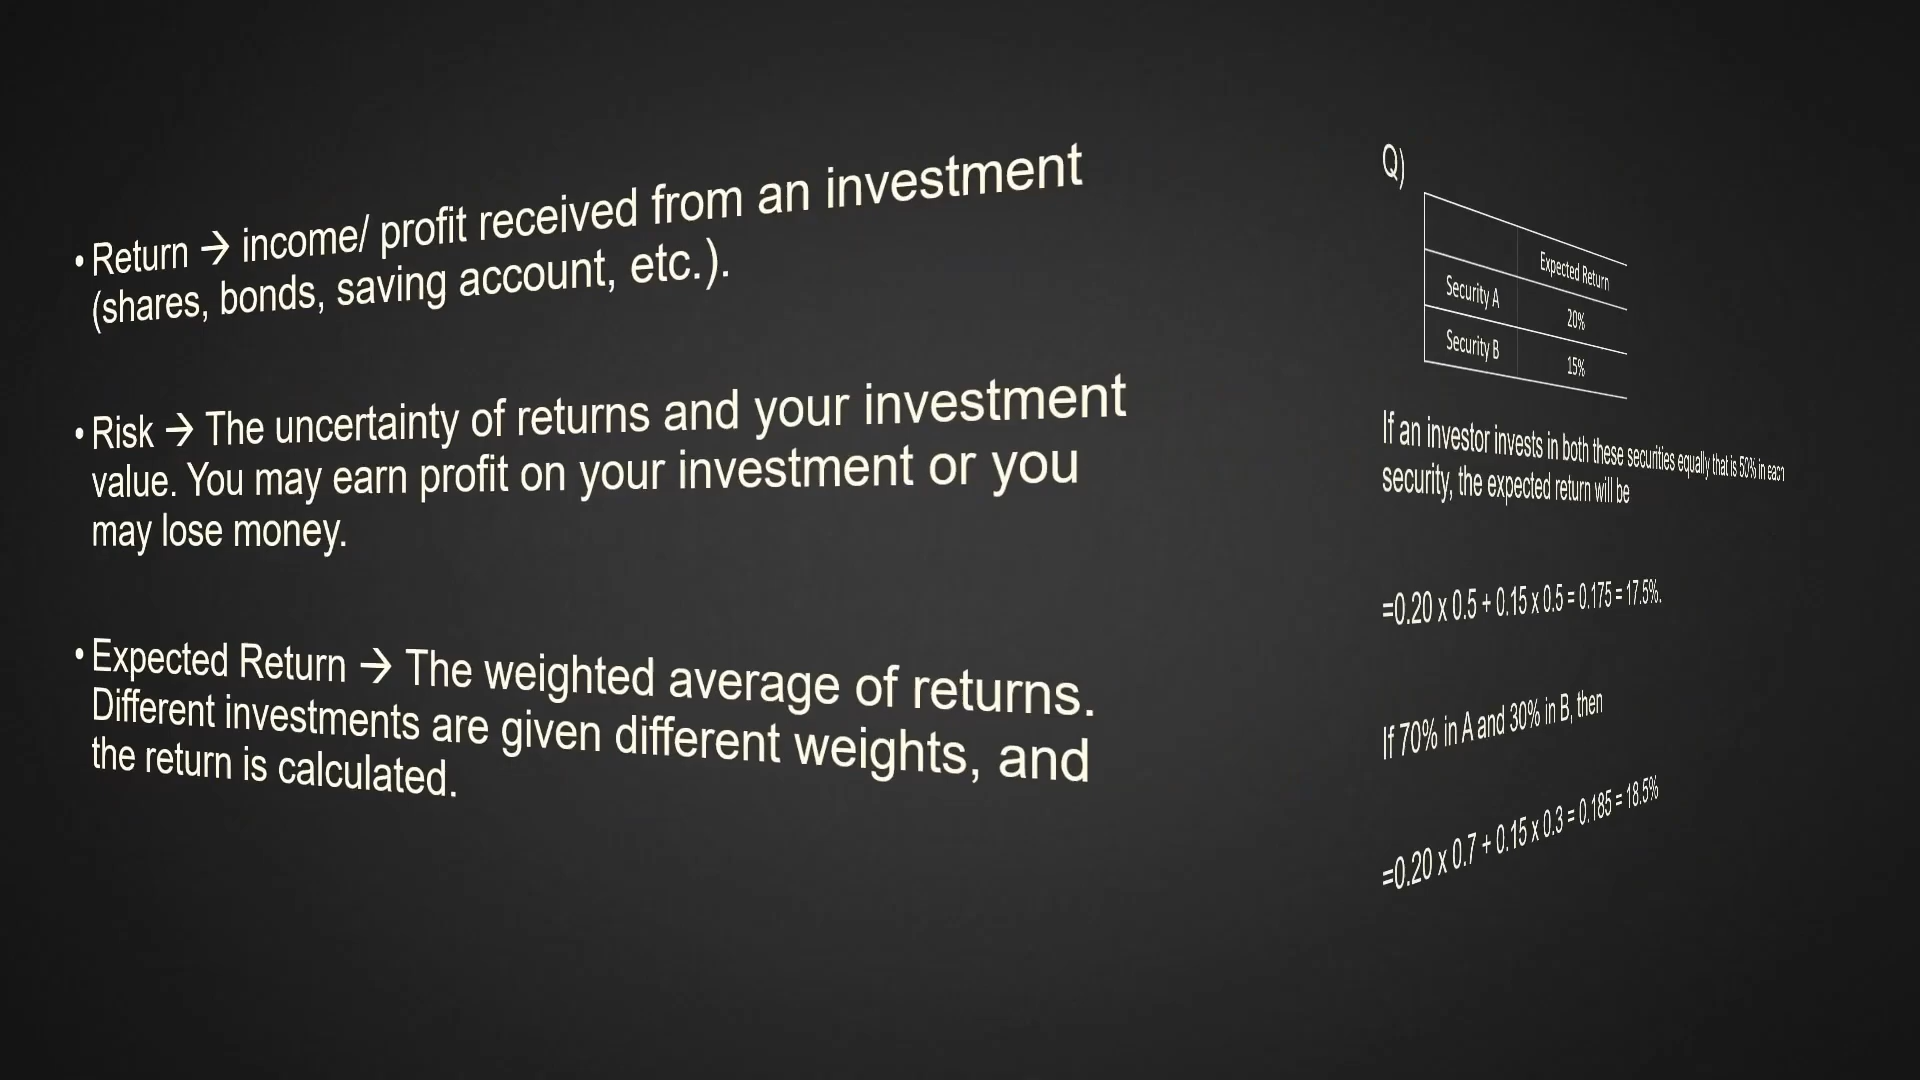 • Return → income/ profit received from an investment
(shares, bonds, saving account, etc.).
• Risk → The uncertainty of returns and your investment
value. You may earn profit on your investment or you
may lose money.
• Expected Return → The weighted average of returns.
Different investments are given different weights, and
the return is calculated.
Q)
Expected Return
Security A 20%
Security B 15%
If an investor invests in both these securities equally that is 50% in each
security, the expected return will be
=0.20 x 0.5 + 0.15 x 0.5 = 0.175 = 17.5%.
If 70% in A and 30% in B, then
=0.20 x 0.7 + 0.15 x 0.3 = 0.185 = 18.5%